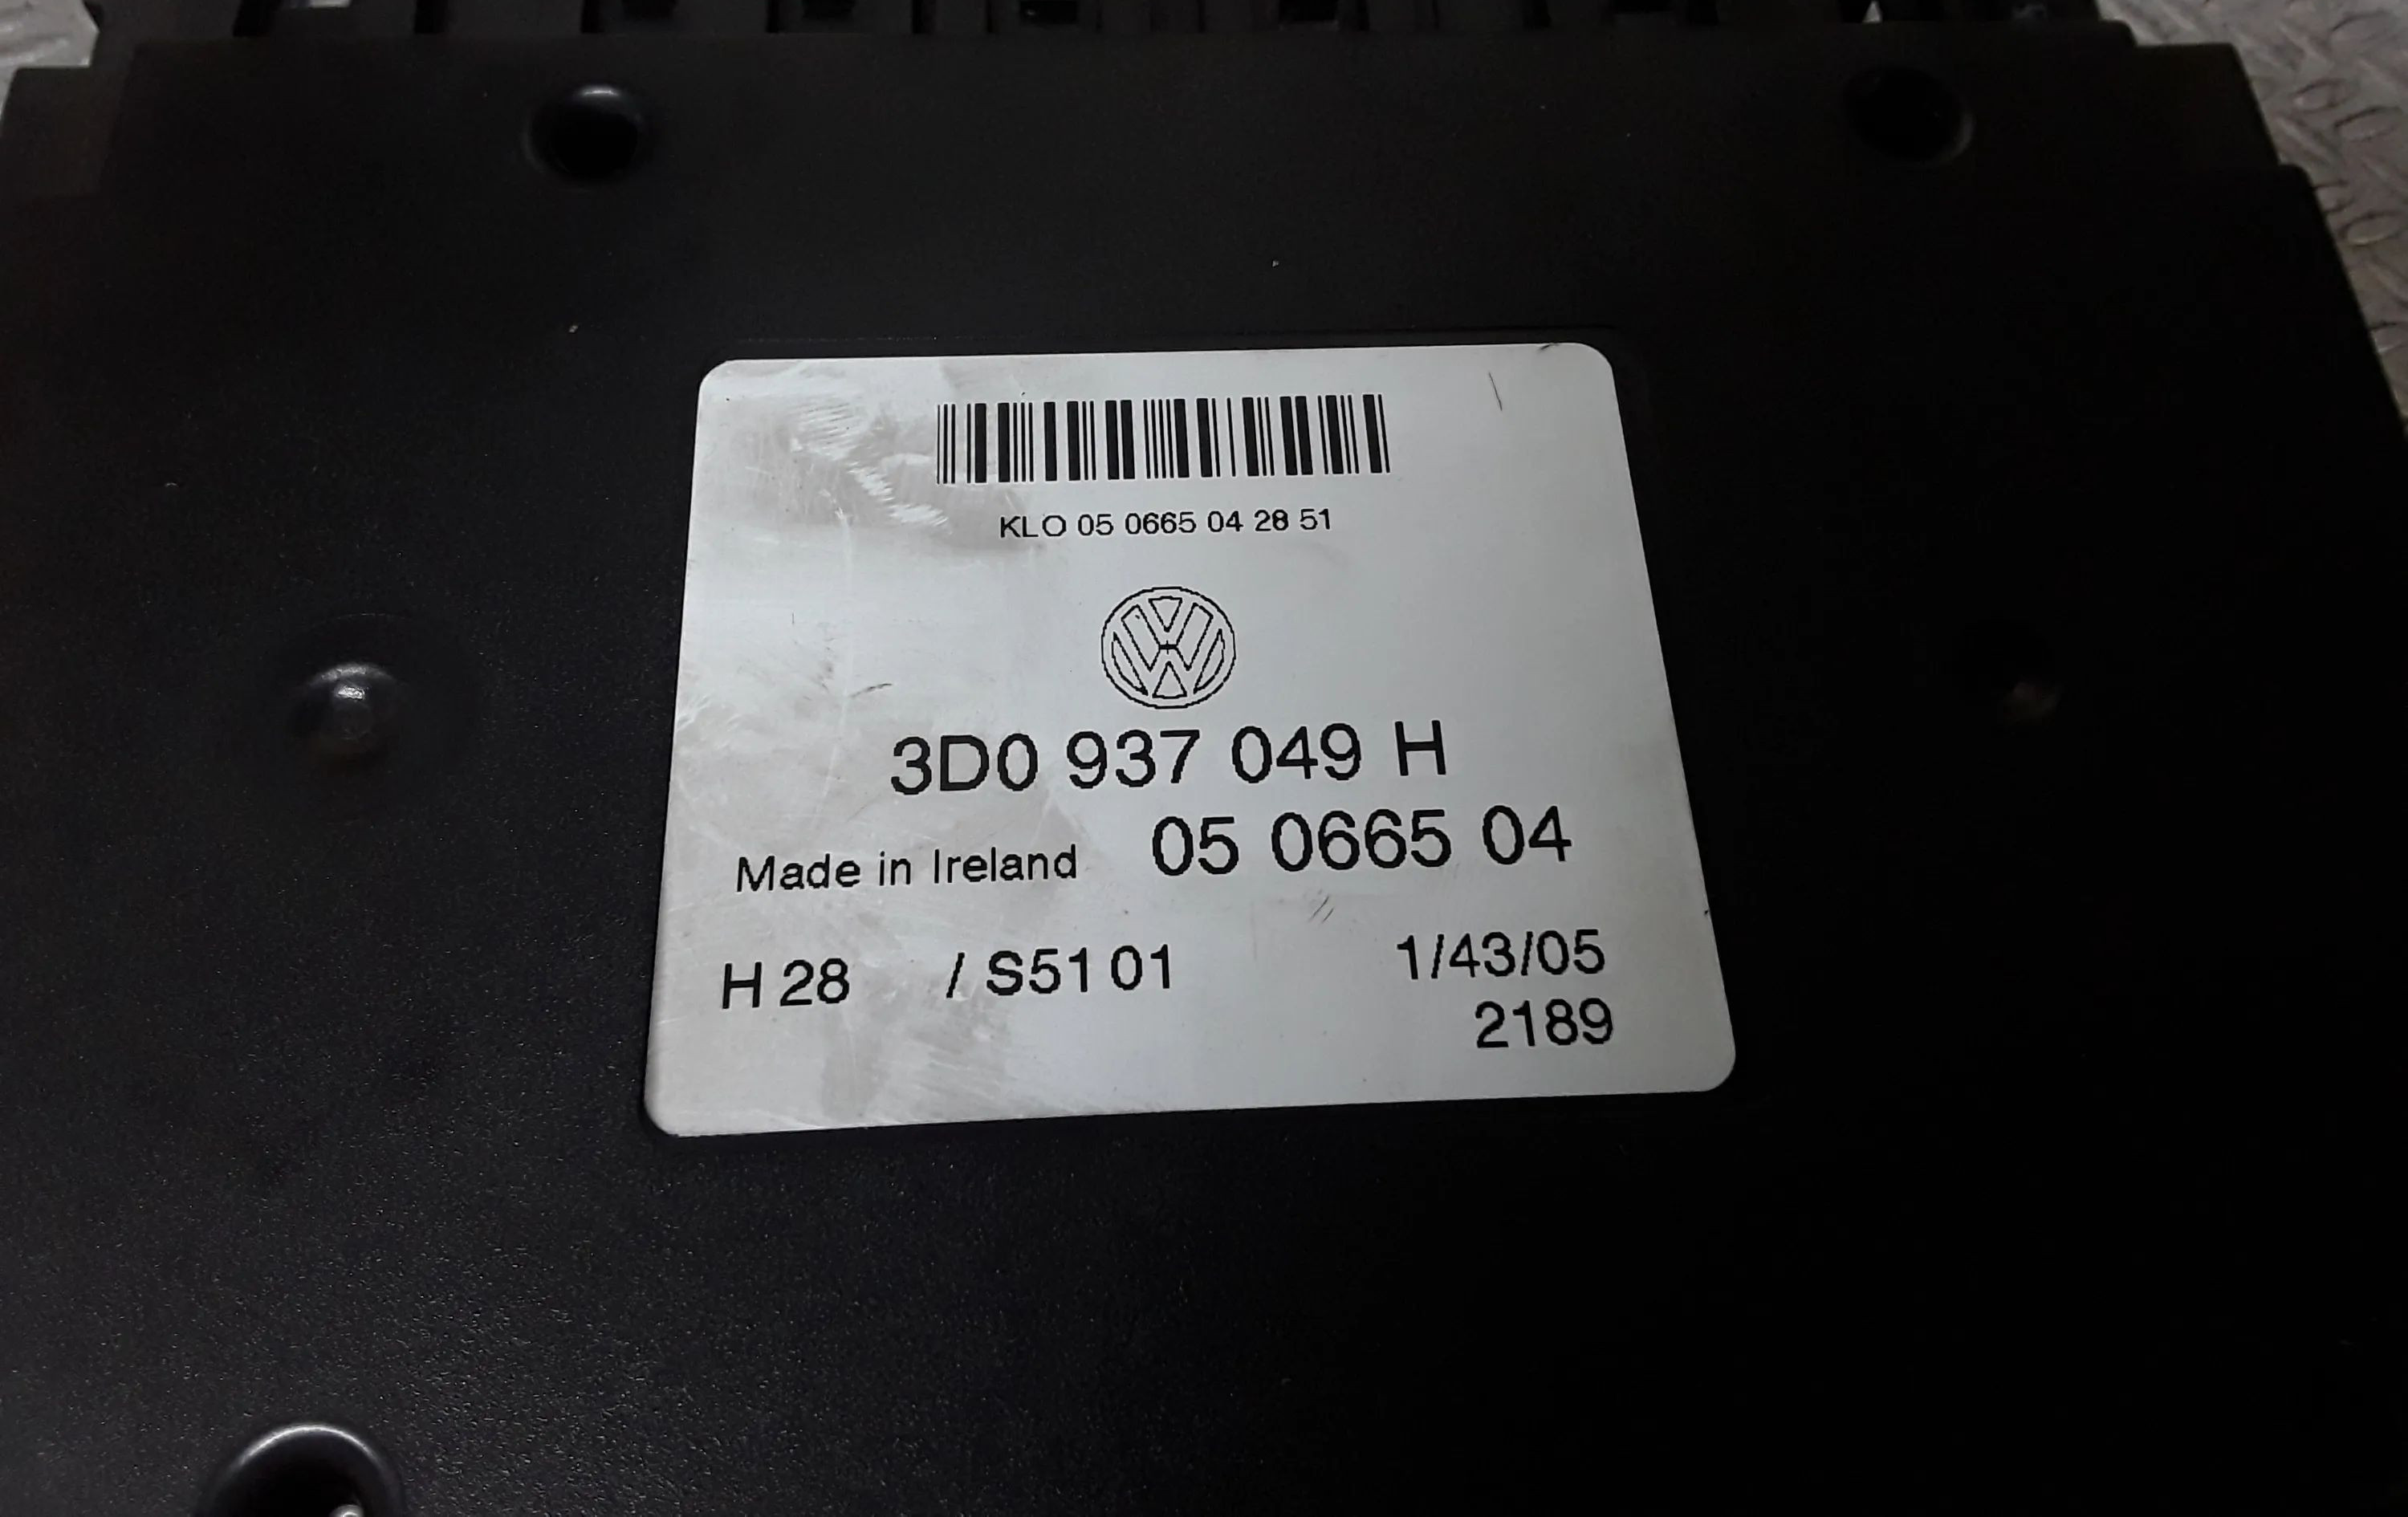 KLO 05 0665 04 28 51
3D0 937 049 H
Made in Ireland 05 0665 04
H 28 / S51 01 1/43/05
2189